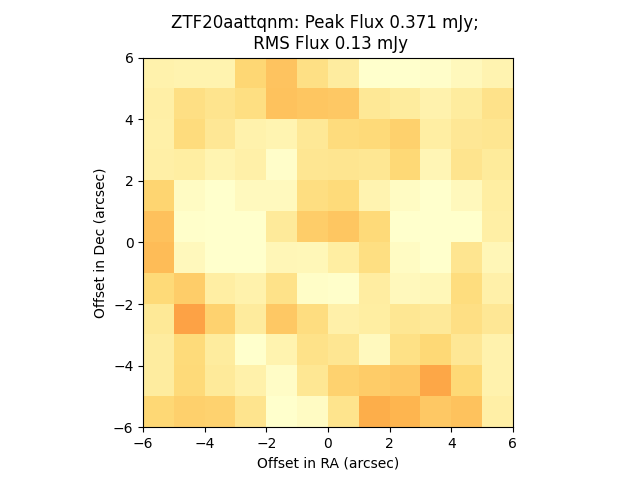 ZTF20aattqnm: Peak Flux 0.371 mJy;
RMS Flux 0.13 mJy
6
4
2
0
−2
−4
−6
Offset in Dec (arcsec)
−6 −4 −2 0 2 4 6
Offset in RA (arcsec)